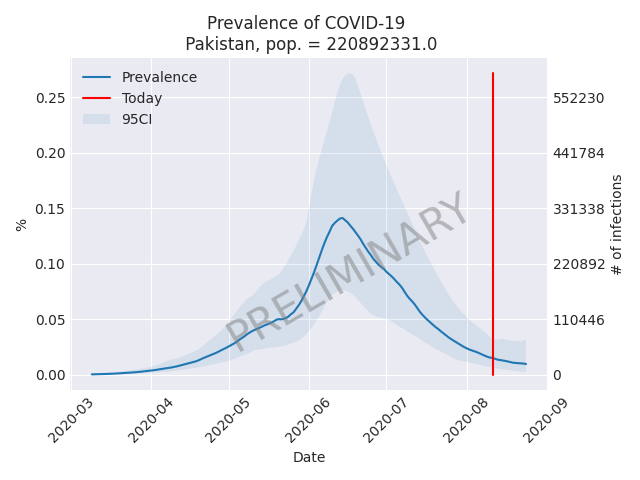 Prevalence of COVID-19
Pakistan, pop. = 220892331.0
Prevalence
Today
95CI
0.25
0.20
0.15
0.10
0.05
0.00
%
552230
441784
331338
220892
110446
0
# of infections
PRELIMINARY
2020-03
2020-04
2020-05
2020-06
2020-07
2020-08
2020-09
Date